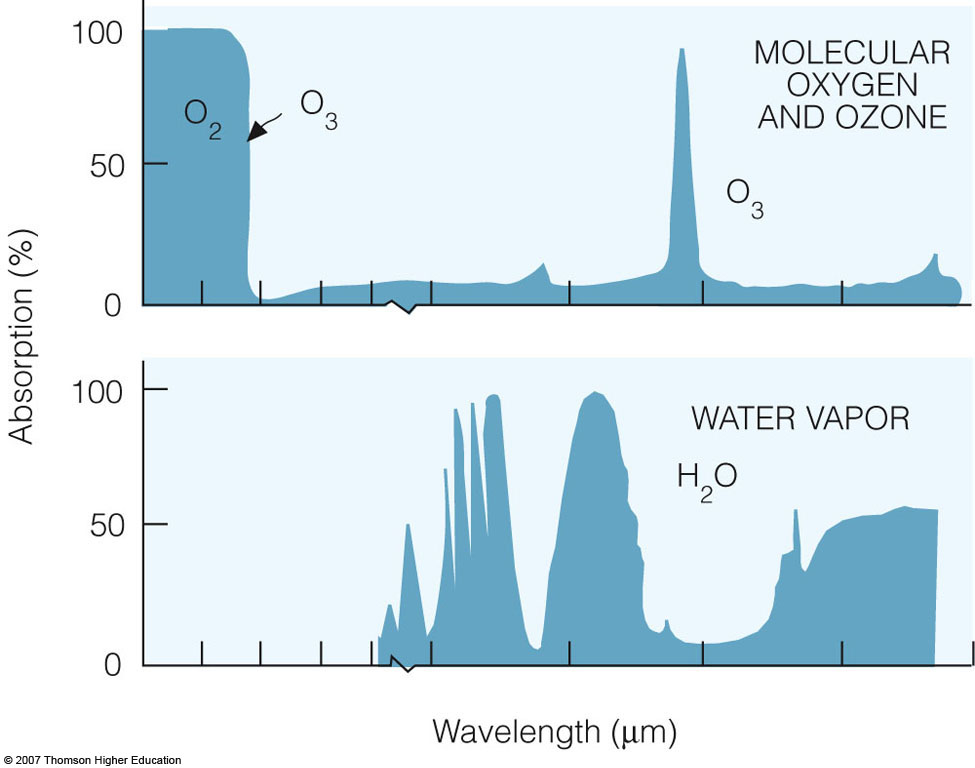 100
50
0
O2
O3
MOLECULAR
OXYGEN
AND OZONE
O3
Absorption (%)
100
50
0
WATER VAPOR
H2O
Wavelength (μm)
© 2007 Thomson Higher Education